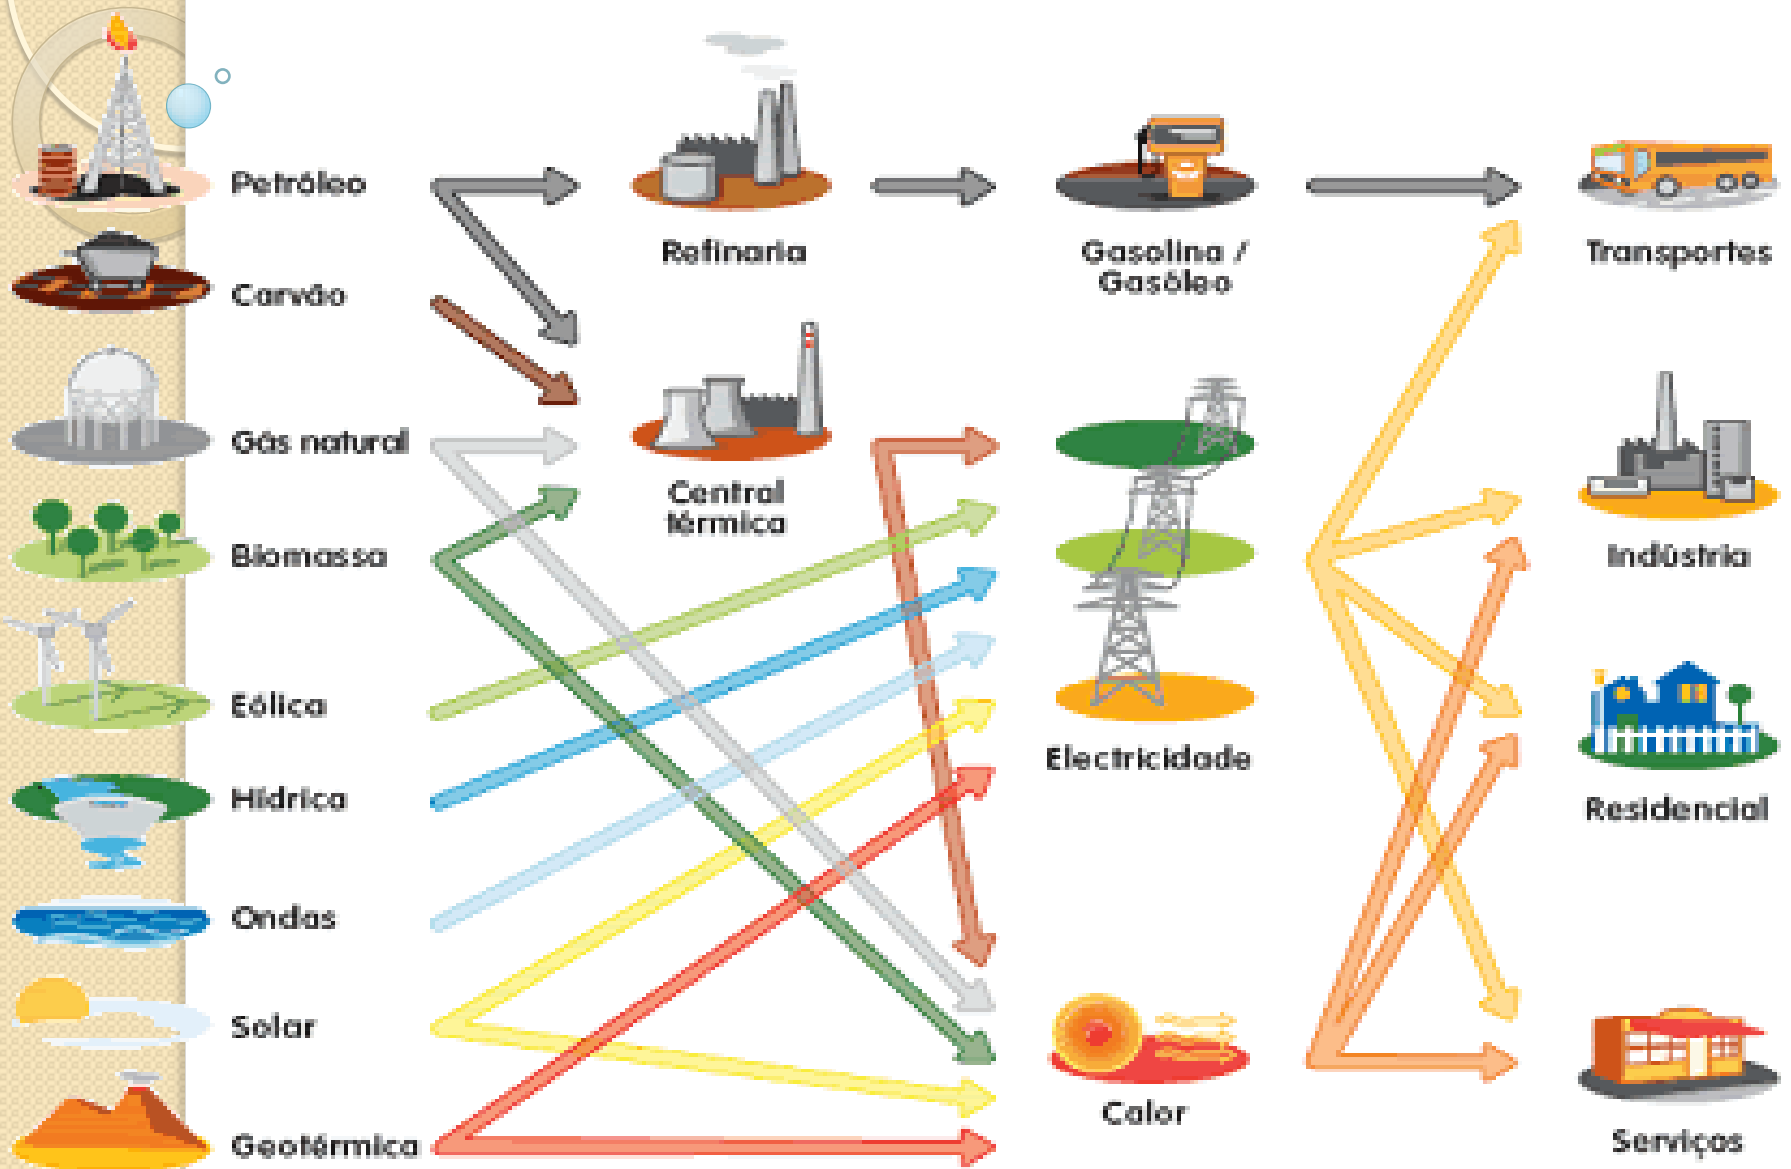 Petróleo
Refinaria
Gasolina /
Gasóleo
Transportes
Carvão
Gás natural
Central
térmica
Indústria
Biomassa
Eólica
Electricidade
Hídrica
Residencial
Ondas
Solar
Calor
Geotérmica
Serviços